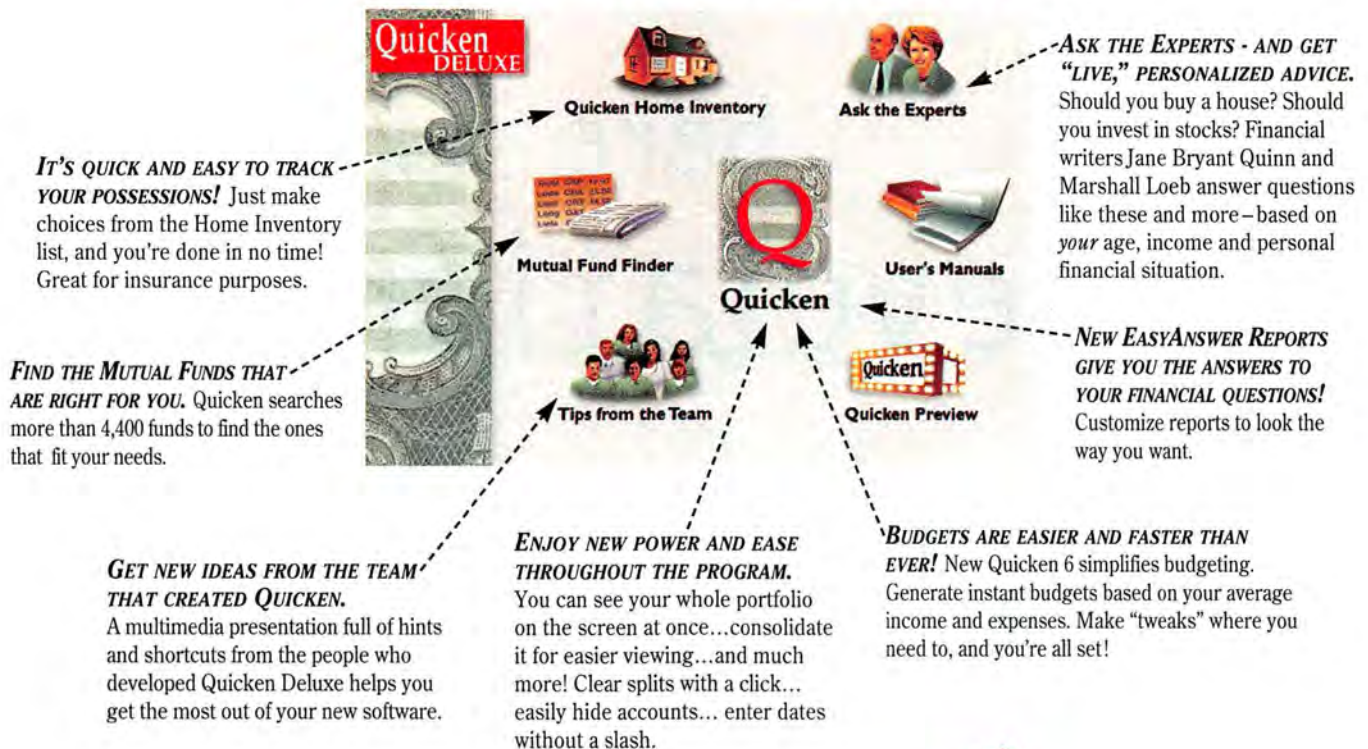 Quicken
DELUXE
Quicken Home Inventory
Ask the Experts
Mutual Fund Finder
Q
Quicken
User's Manuals
Tips from the Team
Quicken
Quicken Preview
IT'S QUICK AND EASY TO TRACK
YOUR POSSESSIONS! Just make
choices from the Home Inventory
list, and you're done in no time!
Great for insurance purposes.
FIND THE MUTUAL FUNDS THAT
ARE RIGHT FOR YOU. Quicken searches
more than 4,400 funds to find the ones
that fit your needs.
GET NEW IDEAS FROM THE TEAM
THAT CREATED QUICKEN.
A multimedia presentation full of hints
and shortcuts from the people who
developed Quicken Deluxe helps you
get the most out of your new software.
ENJOY NEW POWER AND EASE
THROUGHOUT THE PROGRAM.
You can see your whole portfolio
on the screen at once...consolidate
it for easier viewing...and much
more! Clear splits with a click...
easily hide accounts... enter dates
without a slash.
BUDGETS ARE EASIER AND FASTER THAN
EVER! New Quicken 6 simplifies budgeting.
Generate instant budgets based on your average
income and expenses. Make "tweaks" where you
need to, and you're all set!
ASK THE EXPERTS - AND GET
"LIVE," PERSONALIZED ADVICE.
Should you buy a house? Should
you invest in stocks? Financial
writers Jane Bryant Quinn and
Marshall Loeb answer questions
like these and more – based on
your age, income and personal
financial situation.
NEW EASYANSWER REPORTS
GIVE YOU THE ANSWERS TO
YOUR FINANCIAL QUESTIONS!
Customize reports to look the
way you want.